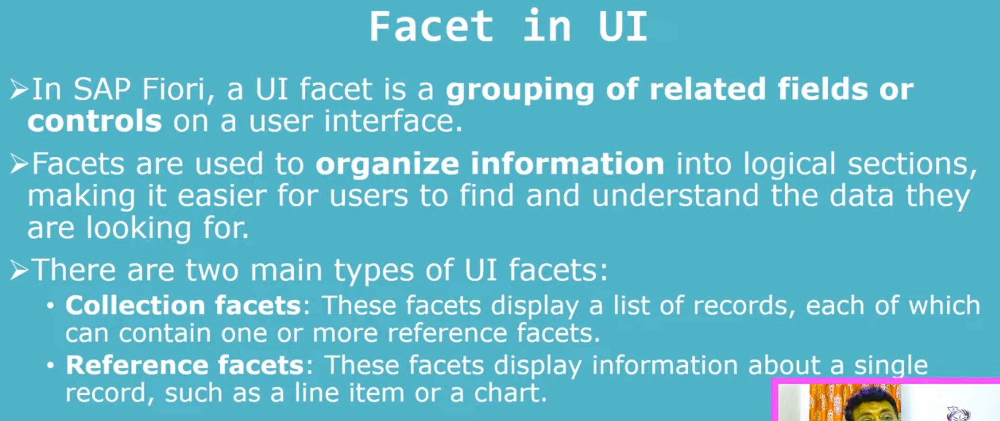 Facet in UI
➢In SAP Fiori, a UI facet is a grouping of related fields or
controls on a user interface.
➢Facets are used to organize information into logical sections,
making it easier for users to find and understand the data they
are looking for.
➢There are two main types of UI facets:
• Collection facets: These facets display a list of records, each of which
can contain one or more reference facets.
• Reference facets: These facets display information about a single
record, such as a line item or a chart.